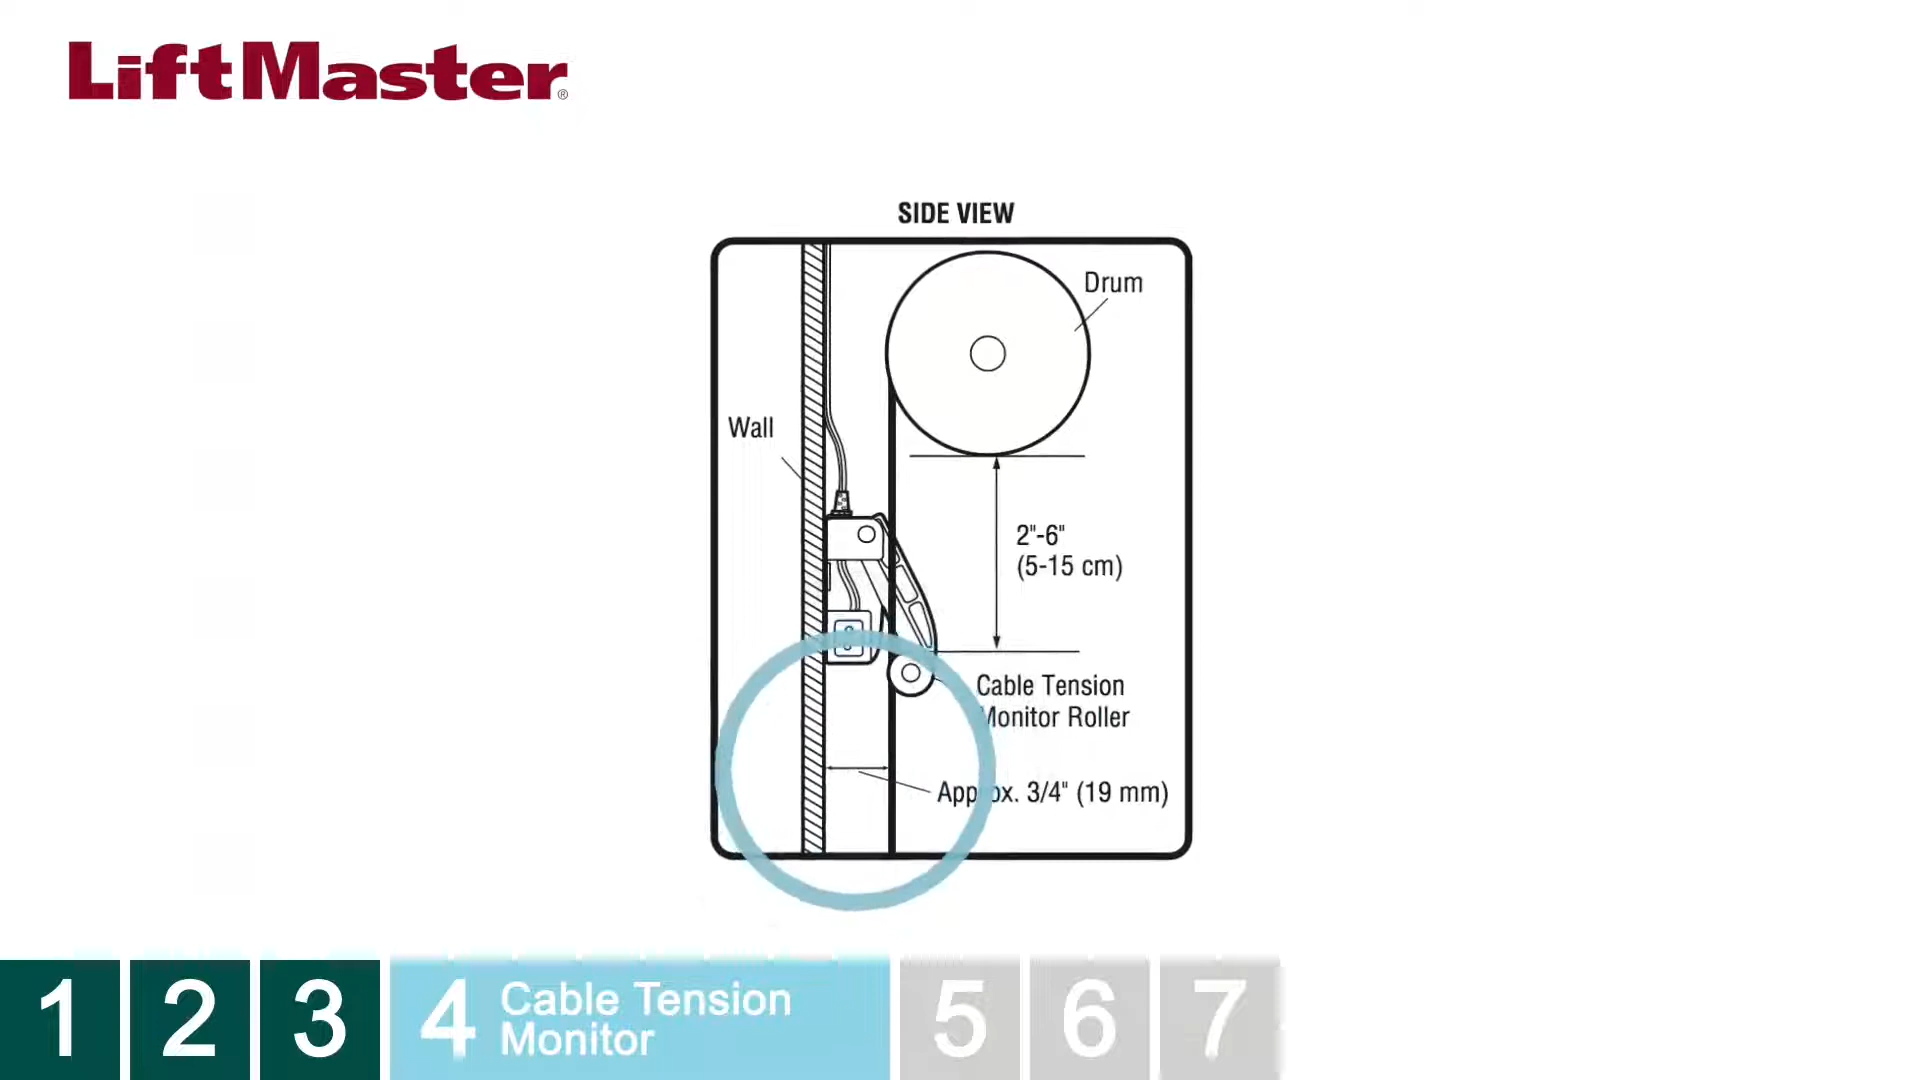 LiftMaster®
SIDE VIEW
Drum
Wall
2"-6"
(5-15 cm)
Cable Tension
Monitor Roller
Approx. 3/4" (19 mm)
1 2 3 4 Cable Tension Monitor 5 6 7